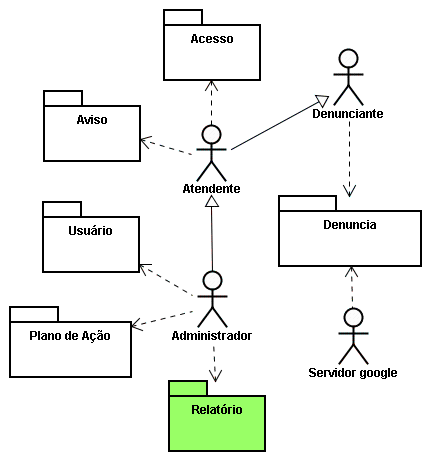 Acesso
Denunciante
Aviso
Atendente
Usuário
Denuncia
Plano de Ação
Administrador
Servidor google
Relatório